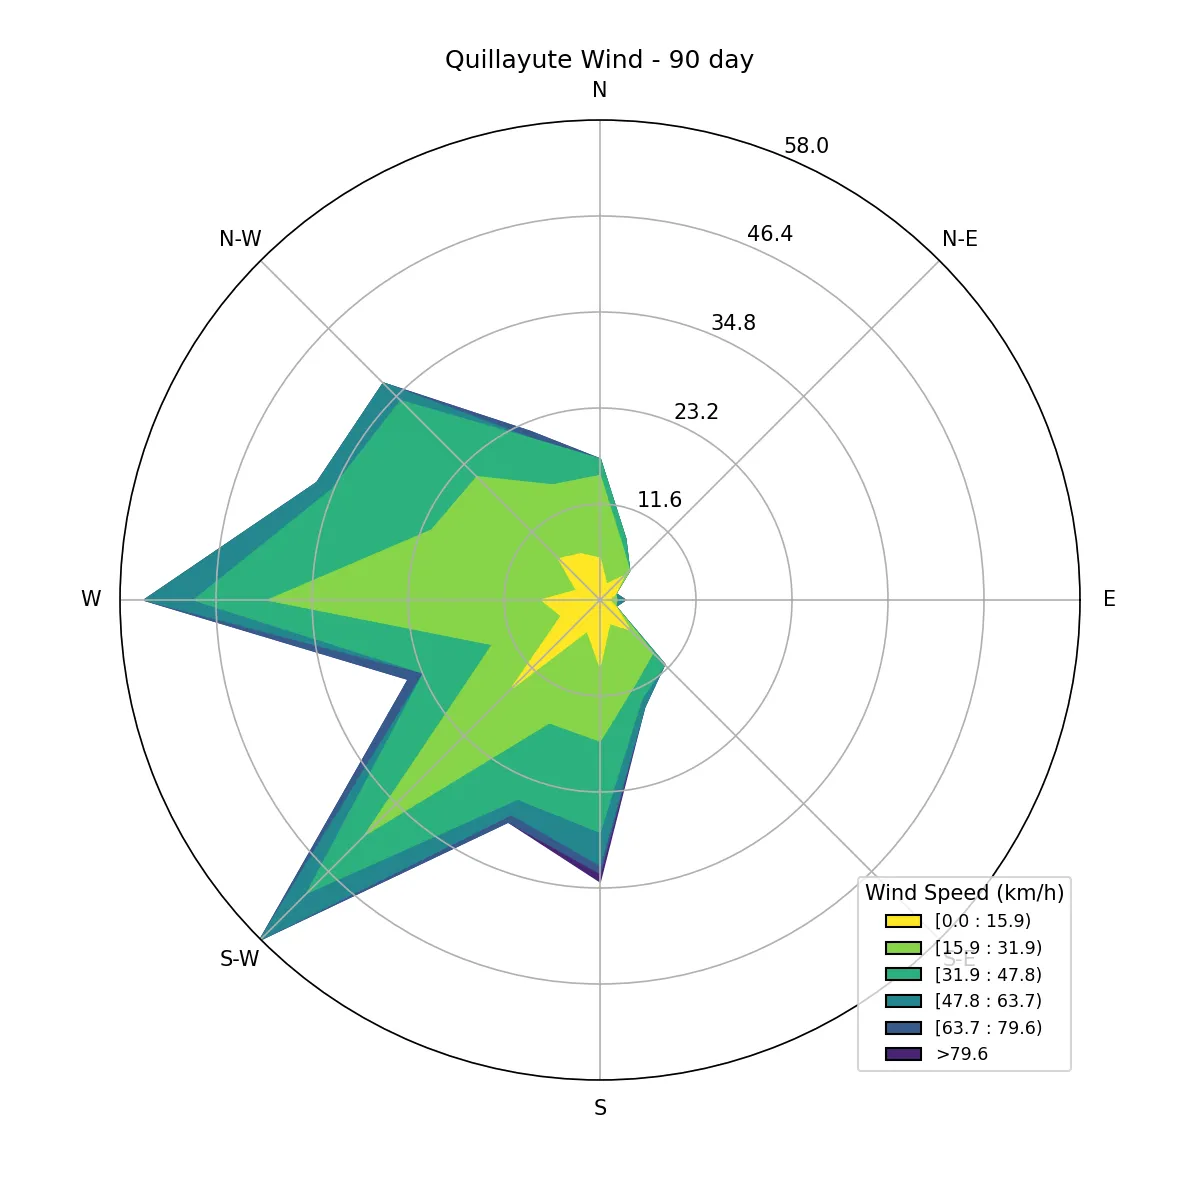 Quillayute Wind - 90 day
N
58.0
N-W
46.4
N-E
34.8
23.2
11.6
W
E
S-W
S-E
S
Wind Speed (km/h)
[0.0 : 15.9)
[15.9 : 31.9)
[31.9 : 47.8)
[47.8 : 63.7)
[63.7 : 79.6)
>79.6